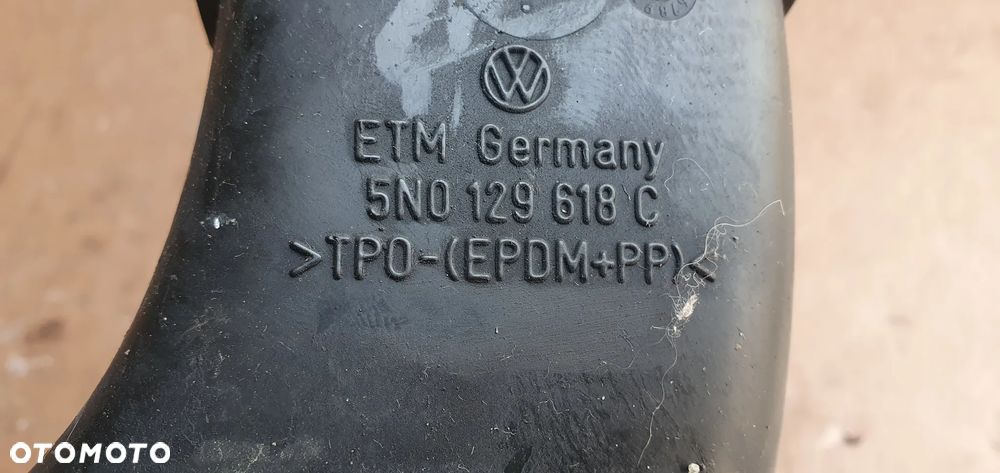 ETM Germany
5N0 129 618 C
>TPO-(EPDM+PP)<
OTOMOTO